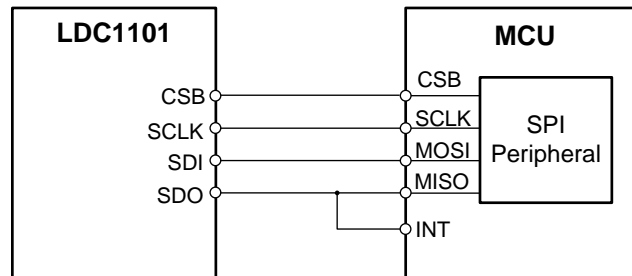 LDC1101
MCU
CSB
CSB
SCLK
SCLK
SDI
MOSI
SDO
MISO
INT
SPI
Peripheral